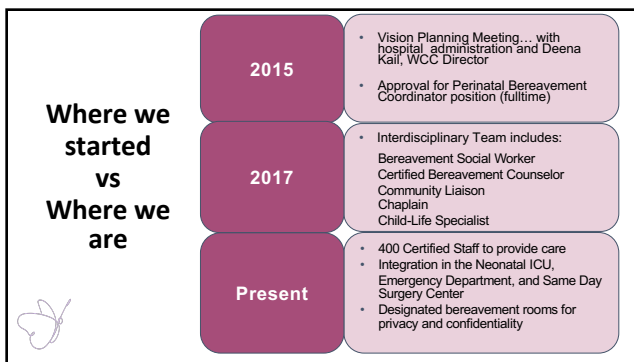 Where we
started
vs
Where we
are
2015
• Vision Planning Meeting… with
hospital administration and Deena
Kail, WCC Director
• Approval for Perinatal Bereavement
Coordinator position (fulltime)
2017
• Interdisciplinary Team includes:
Bereavement Social Worker
Certified Bereavement Counselor
Community Liaison
Chaplain
Child-Life Specialist
Present
• 400 Certified Staff to provide care
• Integration in the Neonatal ICU,
Emergency Department, and Same Day
Surgery Center
• Designated bereavement rooms for
privacy and confidentiality